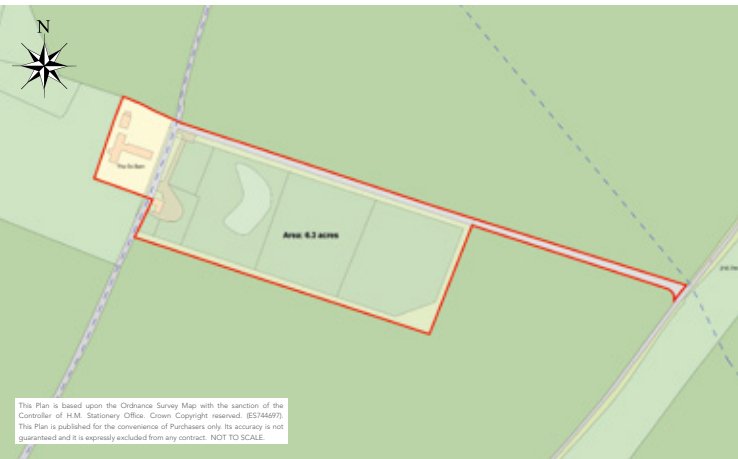 N
Area: 6.3 acres
This Plan is based upon the Ordnance Survey Map with the sanction of the
Controller of H.M. Stationery Office. Crown Copyright reserved. (ES744697).
This Plan is published for the convenience of Purchasers only. Its accuracy is not
guaranteed and it is expressly excluded from any contract. NOT TO SCALE.